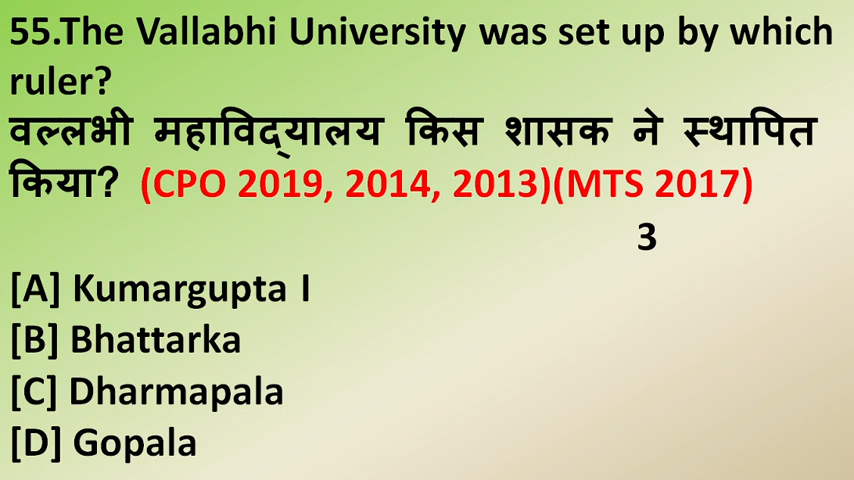 55.The Vallabhi University was set up by which
ruler?
वल्लभी महाविद्यालय किस शासक ने स्थापित
किया? (CPO 2019, 2014, 2013)(MTS 2017)
3
[A] Kumargupta I
[B] Bhattarka
[C] Dharmapala
[D] Gopala